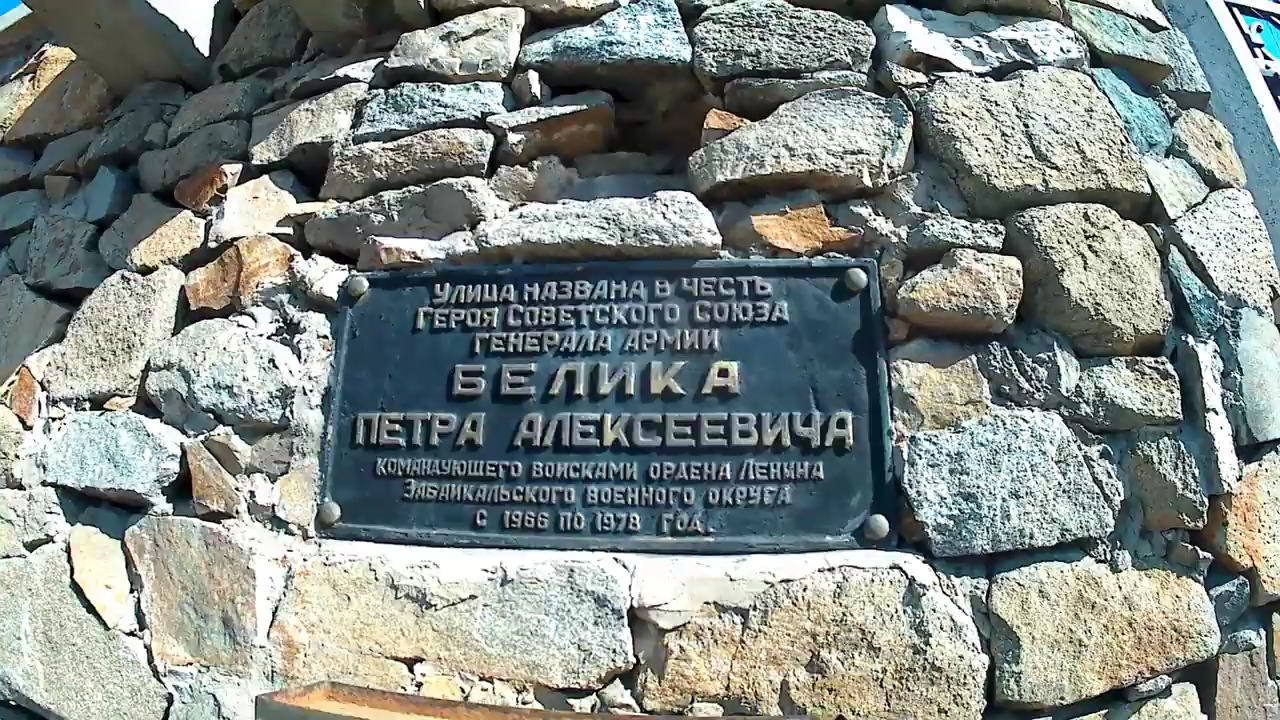 Улица названа в честь
Героя Советского Союза
генерала армии
БЕЛИКА
ПЕТРА АЛЕКСЕЕВИЧА
командующего войсками ордена Ленина
Забайкальского военного округа
с 1966 по 1978 год.